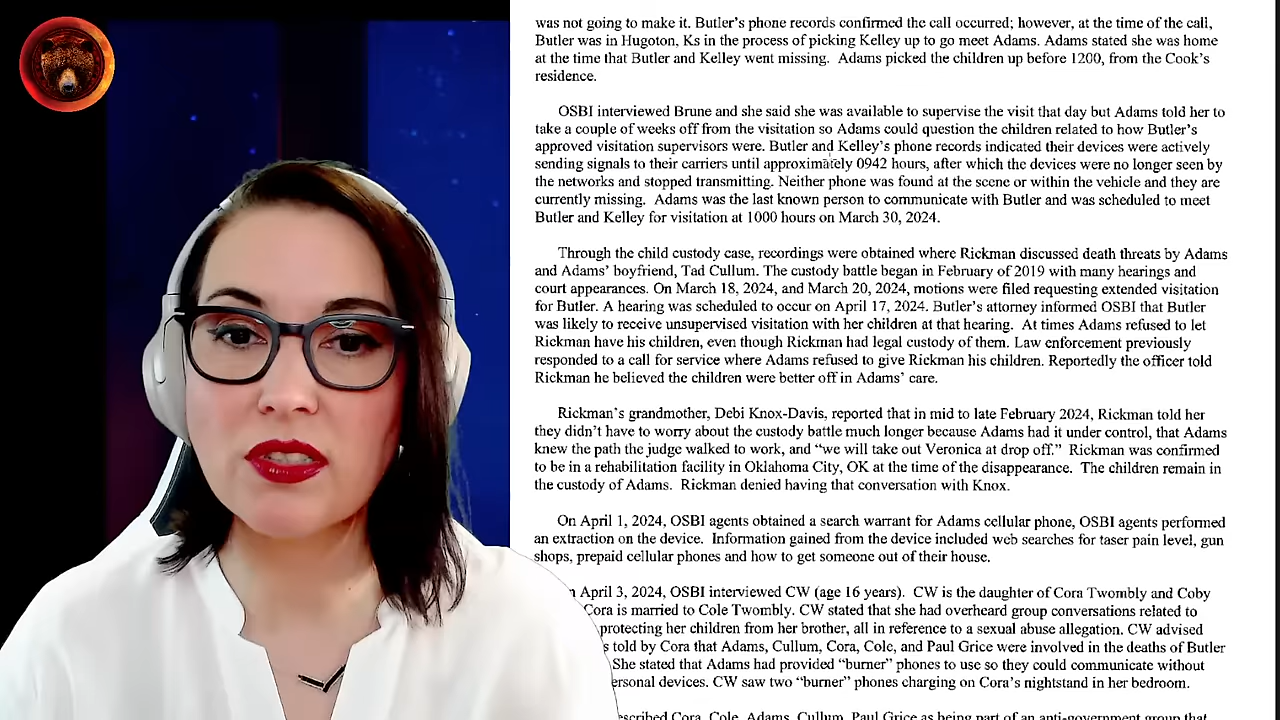 was not going to make it. Butler's phone records confirmed the call occurred; however, at the time of the call,
Butler was in Hugoton, Ks in the process of picking Kelley up to go meet Adams. Adams stated she was home
at the time that Butler and Kelley went missing. Adams picked the children up before 1200, from the Cook's
residence.
OSBI interviewed Brune and she said she was available to supervise the visit that day but Adams told her to
take a couple of weeks off from the visitation so Adams could question the children related to how Butler's
approved visitation supervisors were. Butler and Kelley's phone records indicated their devices were actively
sending signals to their carriers until approximately 0942 hours, after which the devices were no longer seen by
the networks and stopped transmitting. Neither phone was found at the scene or within the vehicle and they are
currently missing. Adams was the last known person to communicate with Butler and was scheduled to meet
Butler and Kelley for visitation at 1000 hours on March 30, 2024.
Through the child custody case, recordings were obtained where Rickman discussed death threats by Adams
and Adams' boyfriend, Tad Cullum. The custody battle began in February of 2019 with many hearings and
court appearances. On March 18, 2024, and March 20, 2024, motions were filed requesting extended visitation
for Butler. A hearing was scheduled to occur on April 17, 2024. Butler's attorney informed OSBI that Butler
was likely to receive unsupervised visitation with her children at that hearing. At times Adams refused to let
Rickman have his children, even though Rickman had legal custody of them. Law enforcement previously
responded to a call for service where Adams refused to give Rickman his children. Reportedly the officer told
Rickman he believed the children were better off in Adams' care.
Rickman's grandmother, Debi Knox-Davis, reported that in mid to late February 2024, Rickman told her
they didn't have to worry about the custody battle much longer because Adams had it under control, that Adams
knew the path the judge walked to work, and "we will take out Veronica at drop off." Rickman was confirmed
to be in a rehabilitation facility in Oklahoma City, OK at the time of the disappearance. The children remain in
the custody of Adams. Rickman denied having that conversation with Knox.
On April 1, 2024, OSBI agents obtained a search warrant for Adams cellular phone, OSBI agents performed
an extraction on the device. Information gained from the device included web searches for taser pain level, gun
shops, prepaid cellular phones and how to get someone out of their house.
April 3, 2024, OSBI interviewed CW (age 16 years). CW is the daughter of Cora Twombly and Coby
Cora is married to Cole Twombly. CW stated that she had overheard group conversations related to
protecting her children from her brother, all in reference to a sexual abuse allegation. CW advised
told by Cora that Adams, Cullum, Cora, Cole, and Paul Grice were involved in the deaths of Butler
She stated that Adams had provided "burner" phones to use so they could communicate without
ersonal devices. CW saw two "burner" phones charging on Cora's nightstand in her bedroom.
escribed Cora, Cole, Adams, Cullum, Paul Grice as being part of an anti-government group that